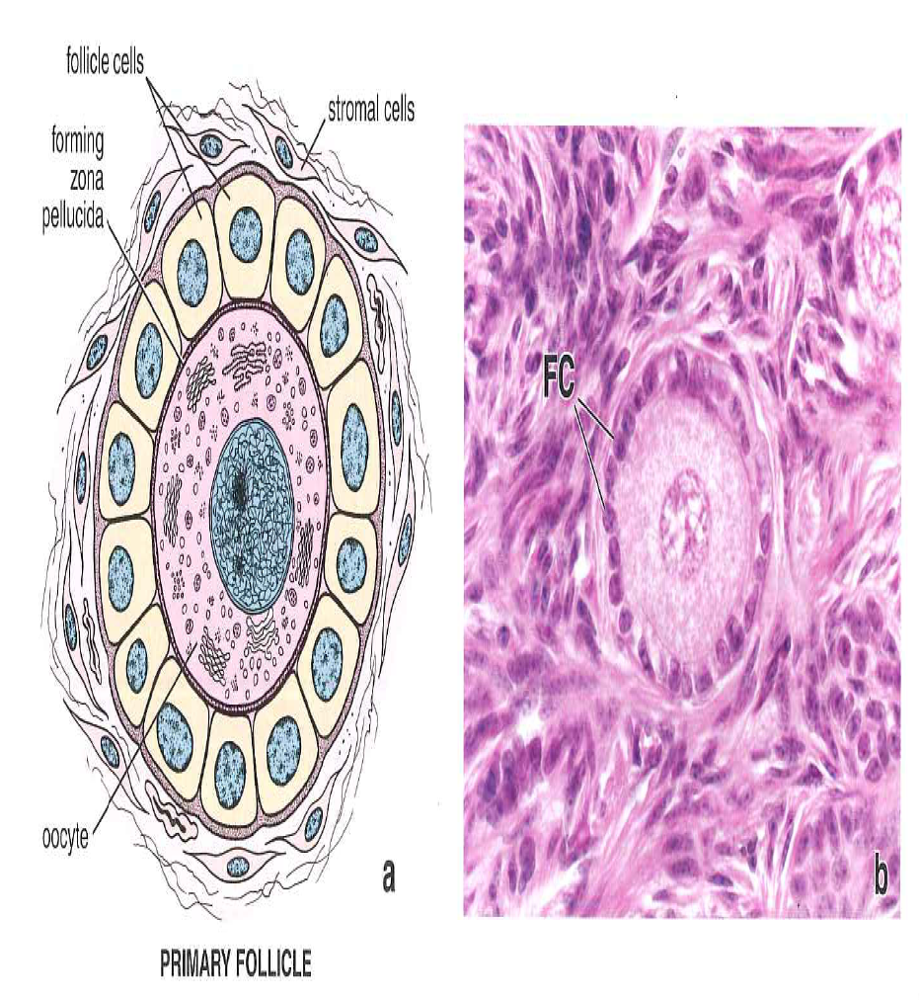 follicle cells
stromal cells
forming
zona
pellucida
FC
oocyte
a
b
PRIMARY FOLLICLE